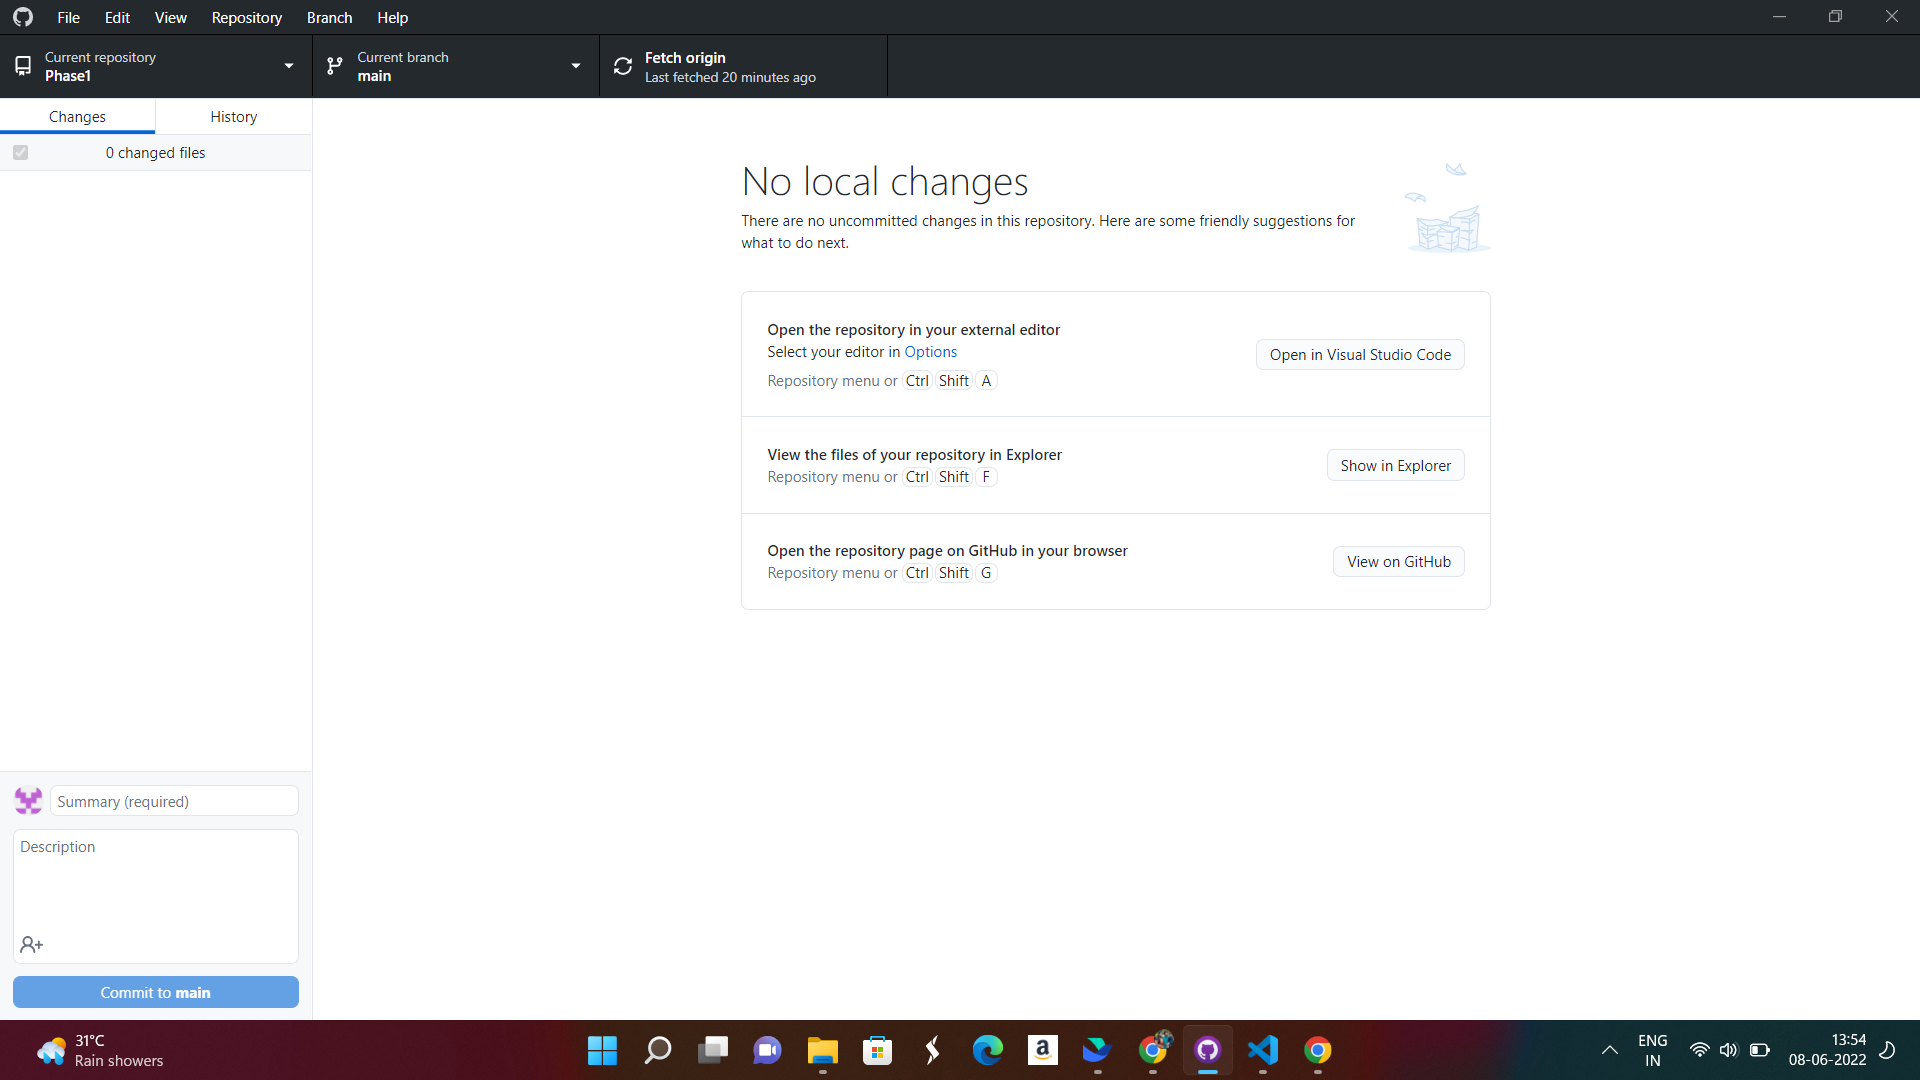 File Edit View Repository Branch Help
Current repository
Phase1
Current branch
main
Fetch origin
Last fetched 20 minutes ago
Changes
History
0 changed files
No local changes
There are no uncommitted changes in this repository. Here are some friendly suggestions for
what to do next.
Open the repository in your external editor
Select your editor in Options
Repository menu or Ctrl Shift A
Open in Visual Studio Code
View the files of your repository in Explorer
Repository menu or Ctrl Shift F
Show in Explorer
Open the repository page on GitHub in your browser
Repository menu or Ctrl Shift G
View on GitHub
Summary (required)
Description
Commit to main
31°C
Rain showers
a
ENG
IN
13:54
08-06-2022